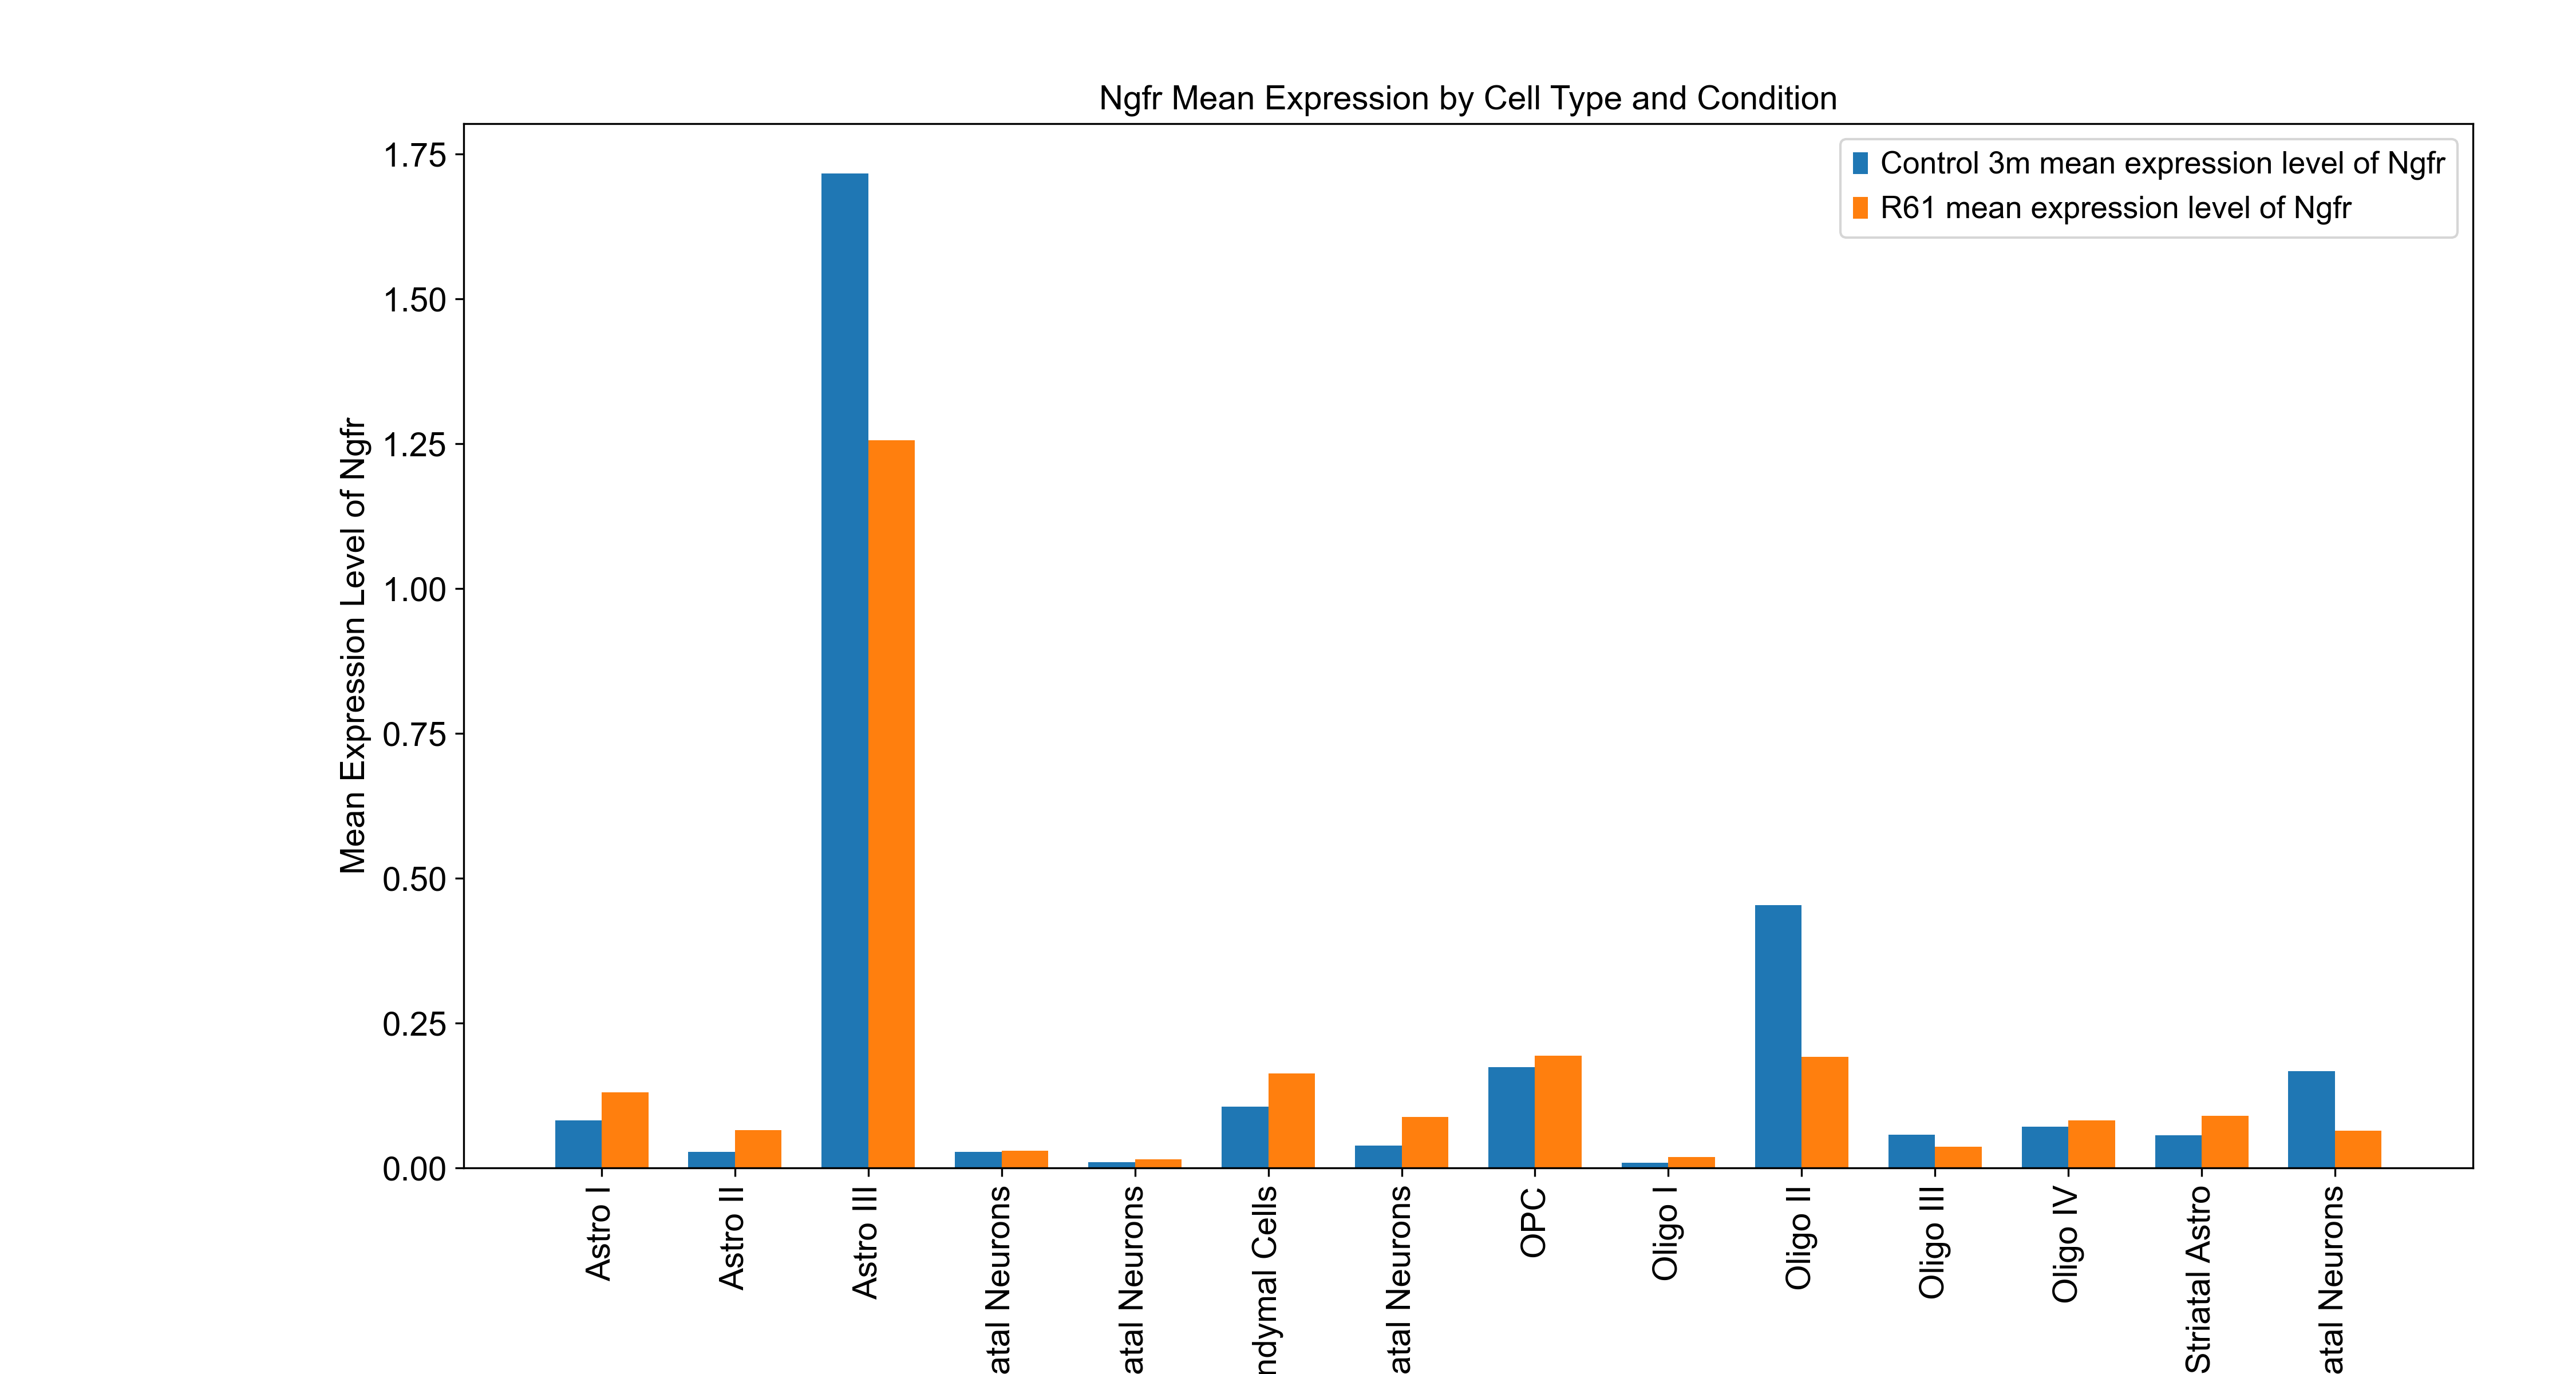 Ngfr Mean Expression by Cell Type and Condition
Control 3m mean expression level of Ngfr
R61 mean expression level of Ngfr
Mean Expression Level of Ngfr
1.75
1.50
1.25
1.00
0.75
0.50
0.25
0.00
Astro I
Astro II
Astro III
atal Neurons
atal Neurons
ndymal Cells
atal Neurons
OPC
Oligo I
Oligo II
Oligo III
Oligo IV
Striatal Astro
atal Neurons